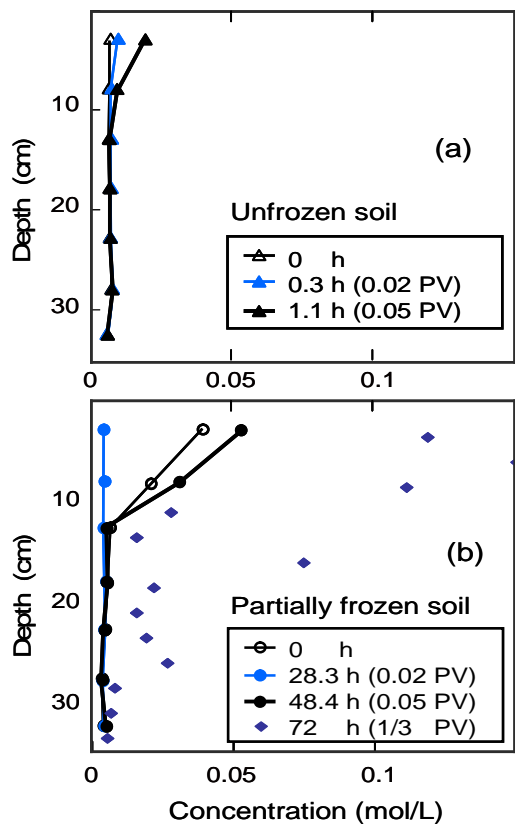 10
20
30
Depth (cm)
(a)
Unfrozen soil
0 h
0.3 h (0.02 PV)
1.1 h (0.05 PV)
0 0.05 0.1
10
20
30
Depth (cm)
(b)
Partially frozen soil
0 h
28.3 h (0.02 PV)
48.4 h (0.05 PV)
72 h (1/3 PV)
0 0.05 0.1
Concentration (mol/L)